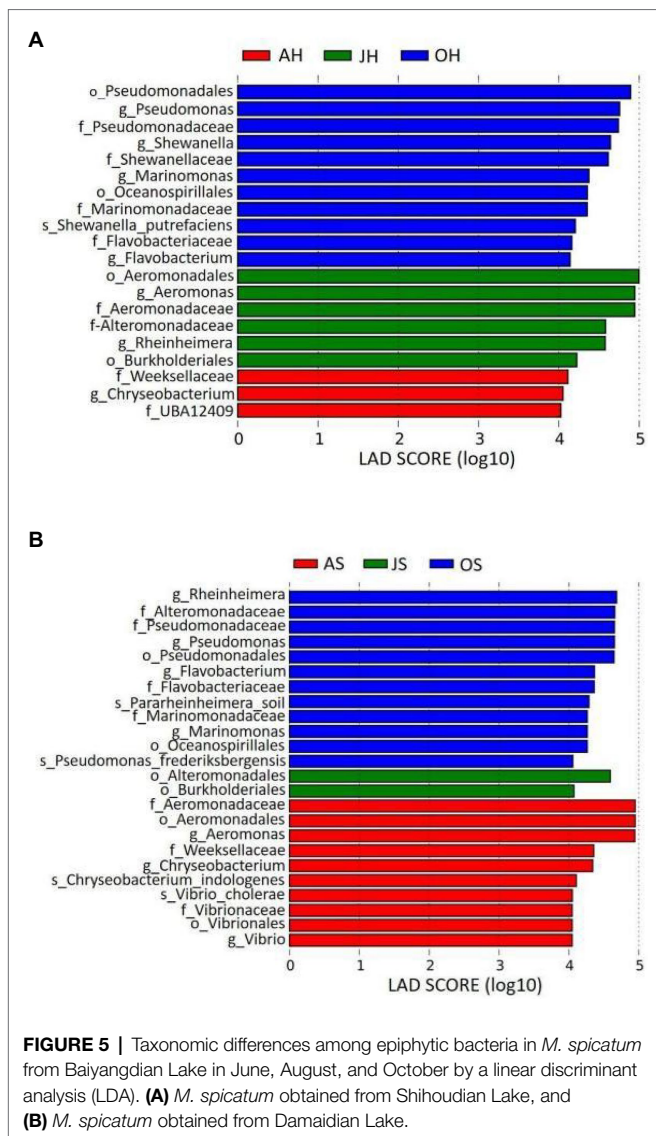 A
AH JH OH
o_Pseudomonadales
g_Pseudomonas
f_Pseudomonadaceae
g_Shewanella
f_Shewanellaceae
g_Marinomonas
o_Oceanospirillales
f_Marinomonadaceae
s_Shewanella_putrefaciens
f_Flavobacteriaceae
g_Flavobacterium
o_Aeromonadales
g_Aeromonas
f_Aeromonadaceae
f-Alteromonadaceae
g_Rheinheimera
o_Burkholderiales
f_Weeksellaceae
g_Chryseobacterium
f_UBA12409
0 1 2 3 4 5
LAD SCORE (log10)
B
AS JS OS
g_Rheinheimera
f_Alteromonadaceae
f_Pseudomonadaceae
g_Pseudomonas
o_Pseudomonadales
g_Flavobacterium
f_Flavobacteriaceae
s_Pararheinheimera_soil
f_Marinomonadaceae
g_Marinomonas
o_Oceanospirillales
s_Pseudomonas_frederiksbergensis
o_Alteromonadales
o_Burkholderiales
f_Aeromonadaceae
o_Aeromonadales
g_Aeromonas
f_Weeksellaceae
g_Chryseobacterium
s_Chryseobacterium_indologenes
s_Vibrio_cholerae
f_Vibrionaceae
o_Vibrionales
g_Vibrio
0 1 2 3 4 5
LAD SCORE (log10)
FIGURE 5 | Taxonomic differences among epiphytic bacteria in M. spicatum
from Baiyangdian Lake in June, August, and October by a linear discriminant
analysis (LDA). (A) M. spicatum obtained from Shihoudian Lake, and
(B) M. spicatum obtained from Damaidian Lake.